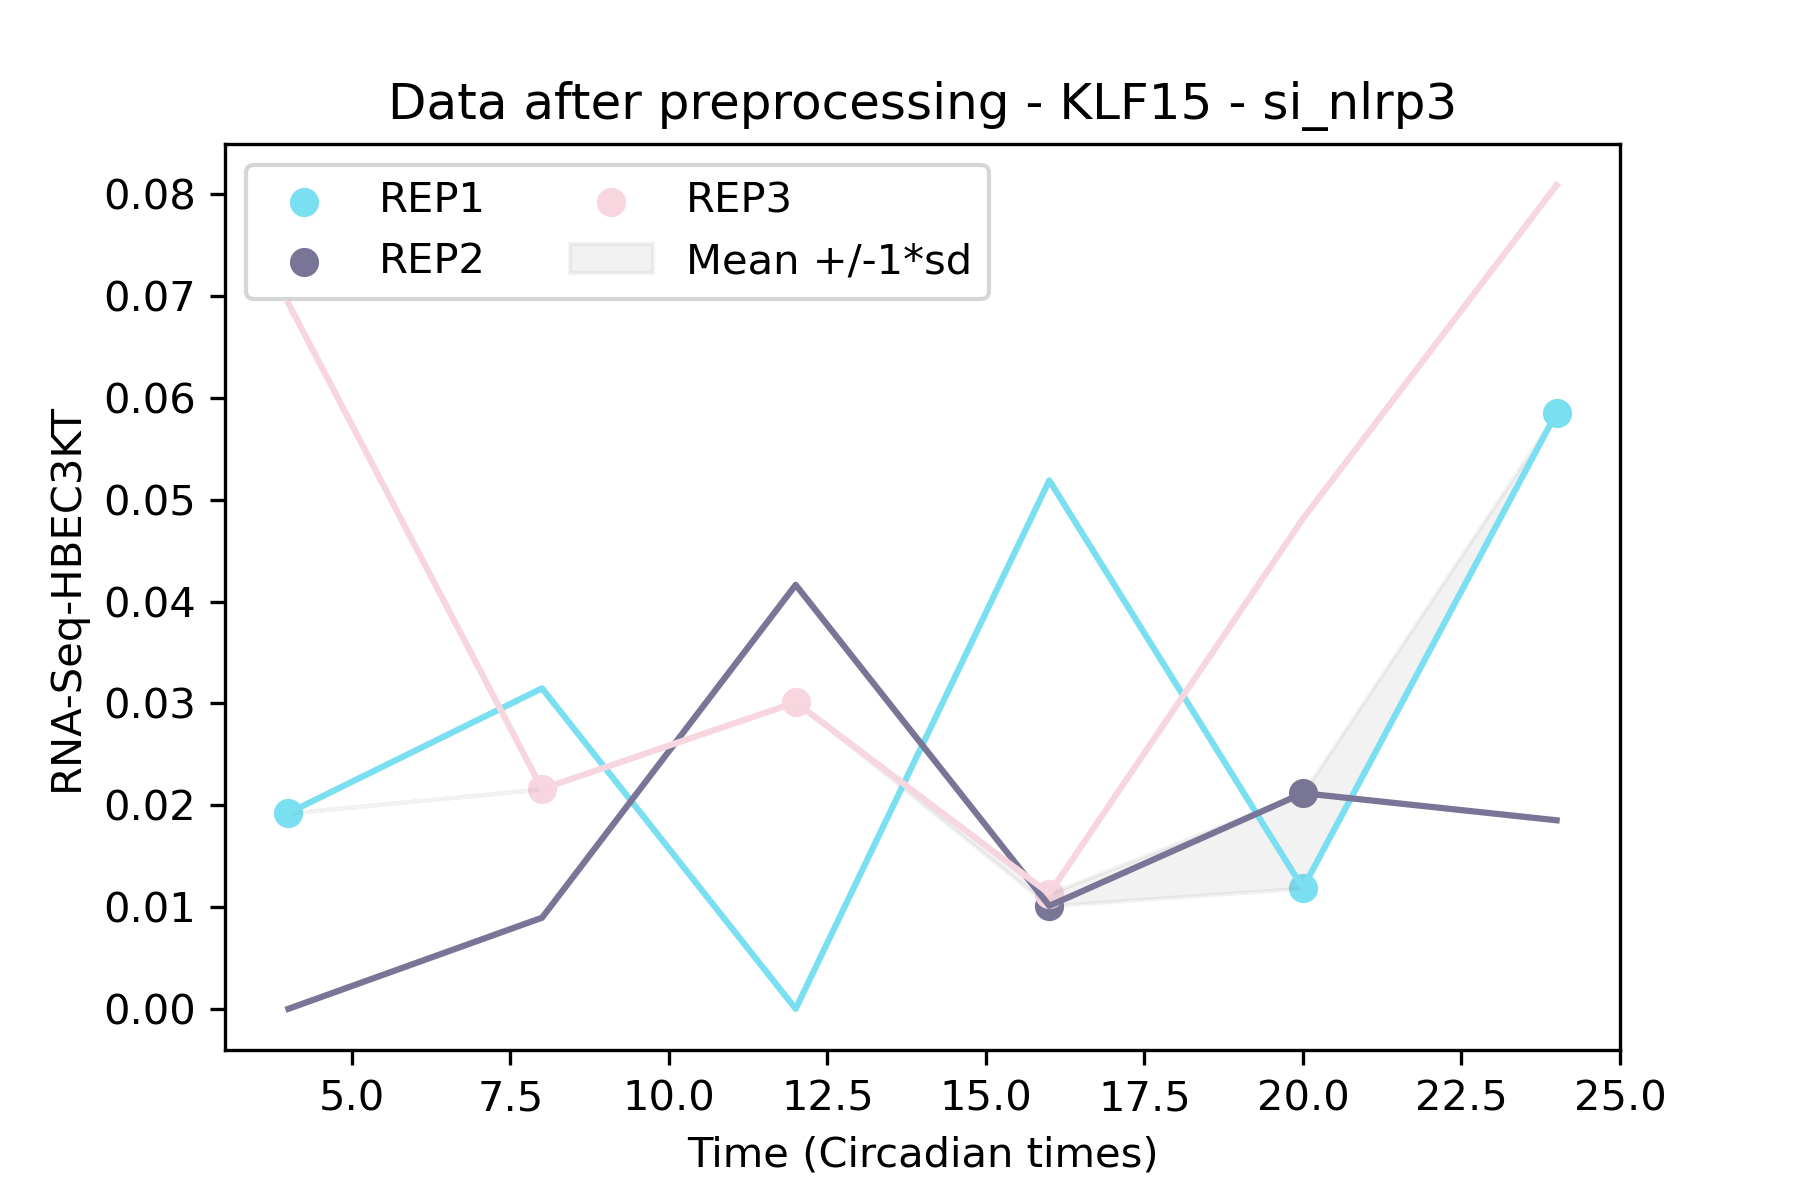 Data after preprocessing - KLF15 - si_nlrp3
REP1
REP2
REP3
Mean +/-1*sd
RNA-Seq-HBEC3KT
0.08
0.07
0.06
0.05
0.04
0.03
0.02
0.01
0.00
5.0 7.5 10.0 12.5 15.0 17.5 20.0 22.5 25.0
Time (Circadian times)